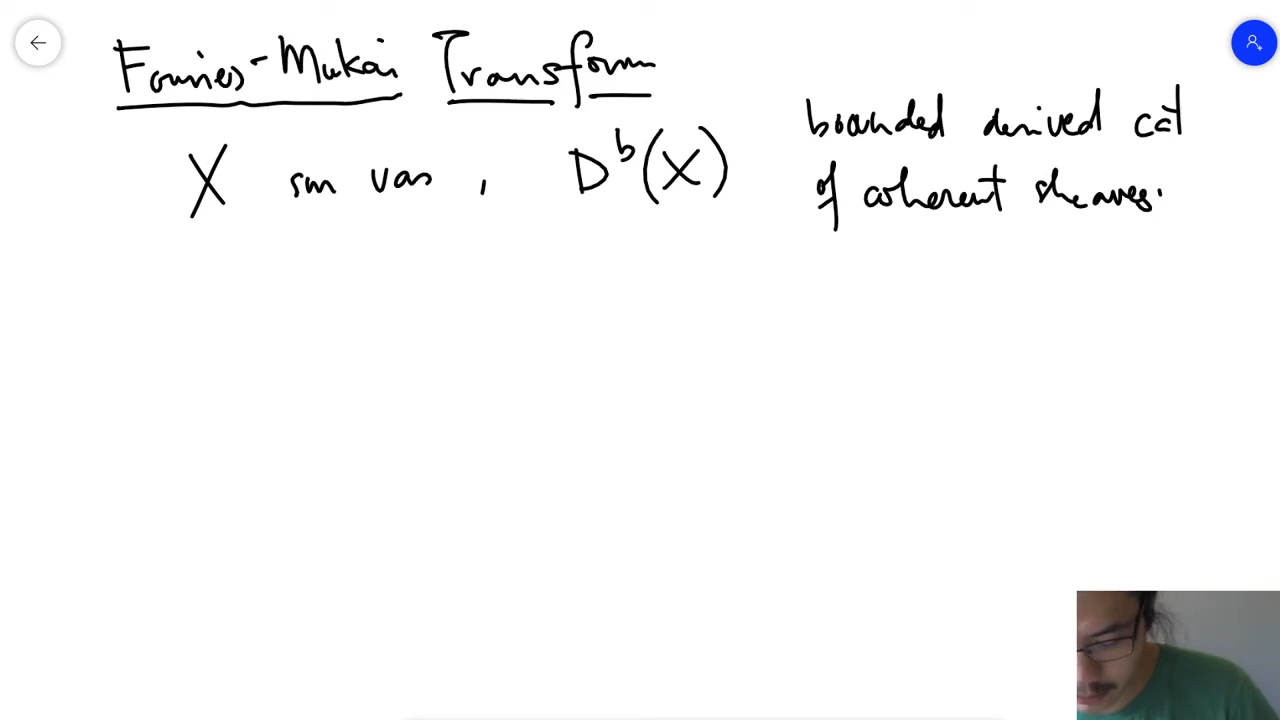 Fourier-Mukai Transform
X sm var , D^b(X) bounded derived cat
of coherent sheaves.